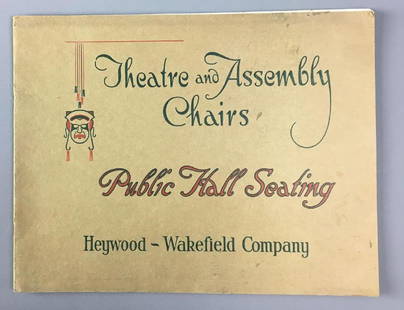 Theatre and Assembly
Chairs
Public Hall Seating
Heywood - Wakefield Company